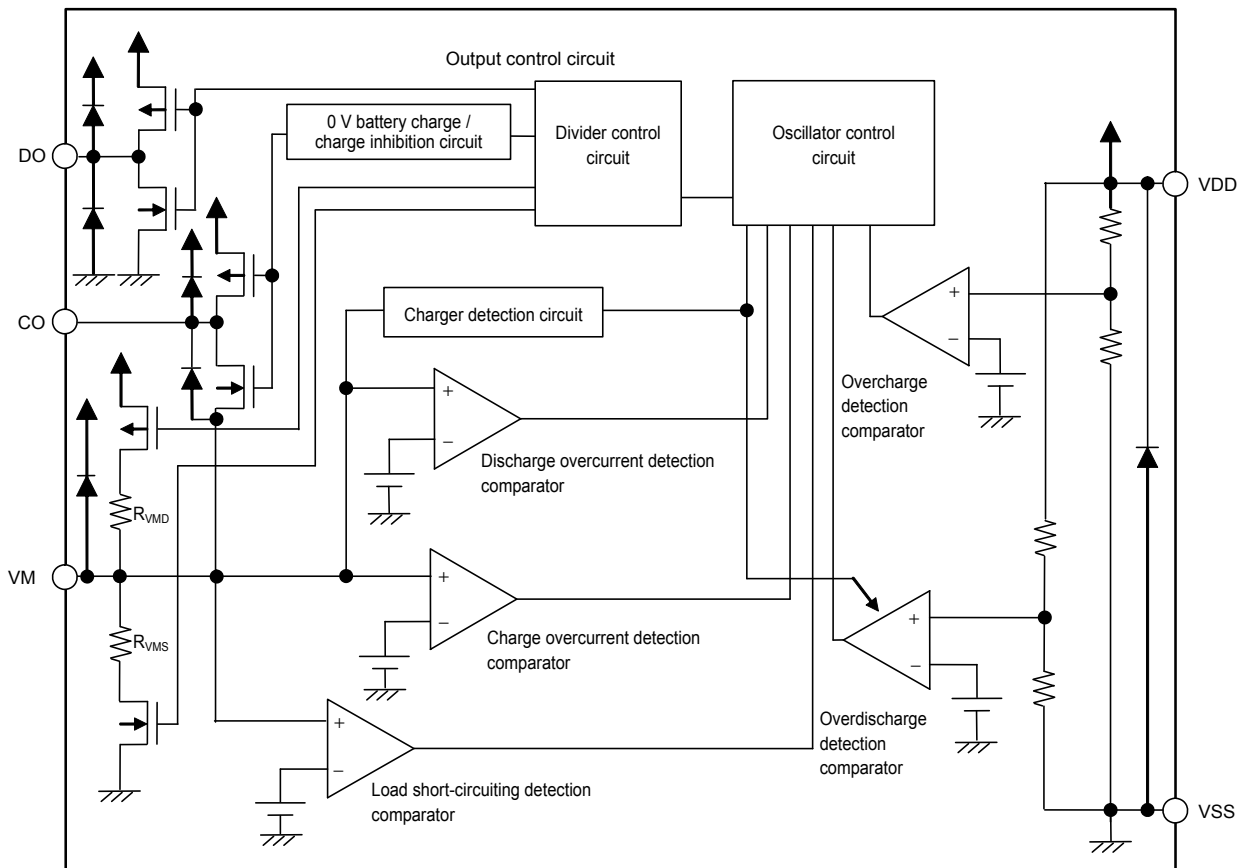 Output control circuit
0 V battery charge /
charge inhibition circuit
Divider control
circuit
Oscillator control
circuit
DO
VDD
CO
Charger detection circuit
+
−
Overcharge
detection
comparator
+
−
Discharge overcurrent detection
comparator
RVMD
VM
+
−
Charge overcurrent detection
comparator
RVMS
+
−
Overdischarge
detection
comparator
+
−
Load short-circuiting detection
comparator
VSS